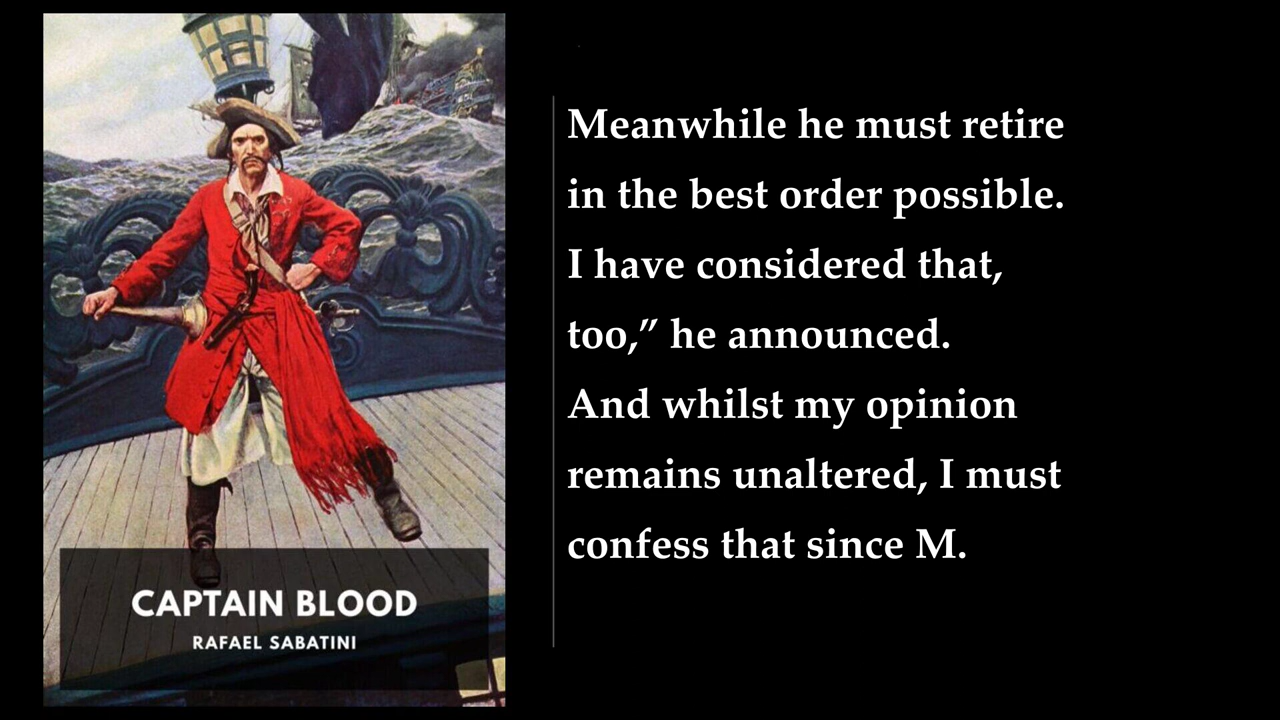 CAPTAIN BLOOD
RAFAEL SABATINI
Meanwhile he must retire
in the best order possible.
I have considered that,
too,” he announced.
And whilst my opinion
remains unaltered, I must
confess that since M.